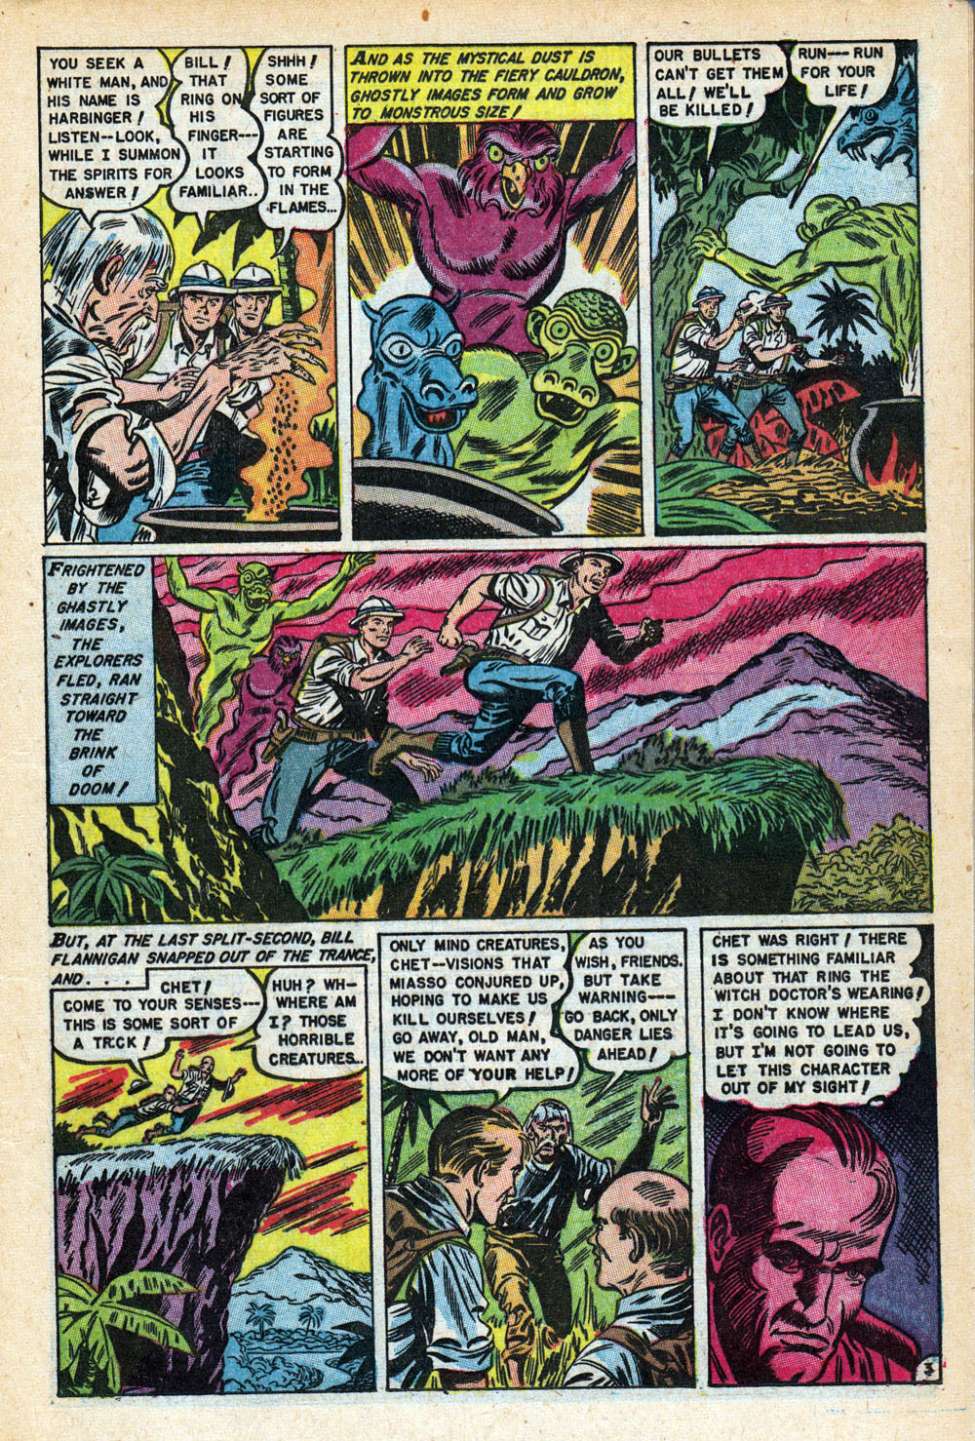 YOU SEEK A
WHITE MAN, AND
HIS NAME IS
HARBINGER!
LISTEN--LOOK,
WHILE I SUMMON
THE SPIRITS FOR
ANSWER!
BILL!
THAT
RING ON
HIS
FINGER---
IT
LOOKS
FAMILIAR..
SHHH!
SOME
SORT OF
FIGURES
ARE
STARTING
TO FORM
IN THE
FLAMES...
AND AS THE MYSTICAL DUST IS
THROWN INTO THE FIERY CAULDRON,
GHOSTLY IMAGES FORM AND GROW
TO MONSTROUS SIZE!
OUR BULLETS
CAN'T GET THEM
ALL! WE'LL
BE KILLED!
RUN---RUN
FOR YOUR
LIFE!
FRIGHTENED
BY THE
GHASTLY
IMAGES,
THE
EXPLORERS
FLED, RAN
STRAIGHT
TOWARD
THE
BRINK
OF
DOOM!
BUT, AT THE LAST SPLIT-SECOND, BILL
FLANNIGAN SNAPPED OUT OF THE TRANCE,
AND . . .
CHET!
COME TO YOUR SENSES---
THIS IS SOME SORT OF
A TRICK!
HUH? WH-
WHERE AM
I? THOSE
HORRIBLE
CREATURES...
ONLY MIND CREATURES,
CHET--VISIONS THAT
MIASSO CONJURED UP,
HOPING TO MAKE US
KILL OURSELVES!
GO AWAY, OLD MAN,
WE DON'T WANT ANY
MORE OF YOUR HELP!
AS YOU
WISH, FRIENDS.
BUT TAKE
WARNING---
GO BACK, ONLY
DANGER LIES
AHEAD!
CHET WAS RIGHT! THERE
IS SOMETHING FAMILIAR
ABOUT THAT RING THE
WITCH DOCTOR'S WEARING!
I DON'T KNOW WHERE
IT'S GOING TO LEAD US,
BUT I'M NOT GOING TO
LET THIS CHARACTER
OUT OF MY SIGHT!
3